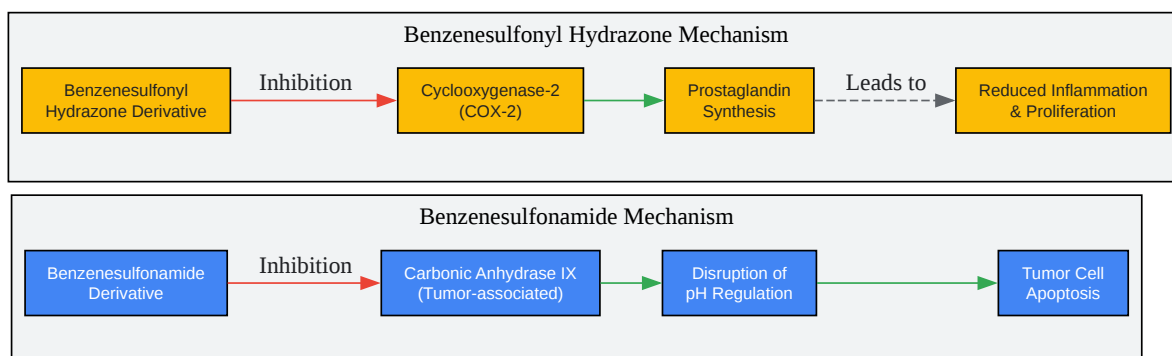 Benzenesulfonyl Hydrazone Mechanism
Benzenesulfonyl
Hydrazone Derivative
Inhibition
Cyclooxygenase-2
(COX-2)
Prostaglandin
Synthesis
Leads to
Reduced Inflammation
& Proliferation
Benzenesulfonamide Mechanism
Benzenesulfonamide
Derivative
Inhibition
Carbonic Anhydrase IX
(Tumor-associated)
Disruption of
pH Regulation
Tumor Cell
Apoptosis